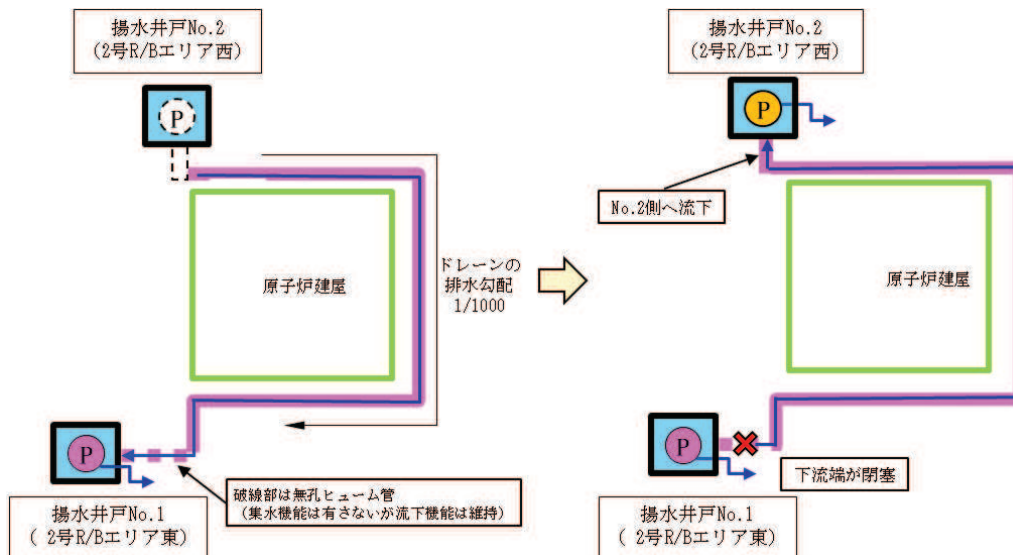 揚水井戸No.2
(2号R/Bエリア西)
P
原子炉建屋
ドレーンの
排水勾配
1/1000
P
破線部は無孔ヒューム管
(集水機能は有さないが流下機能は維持)
揚水井戸No.1
( 2号R/Bエリア東)
揚水井戸No.2
(2号R/Bエリア西)
P
No.2側へ流下
原子炉建屋
P
下流端が閉塞
揚水井戸No.1
( 2号R/Bエリア東)